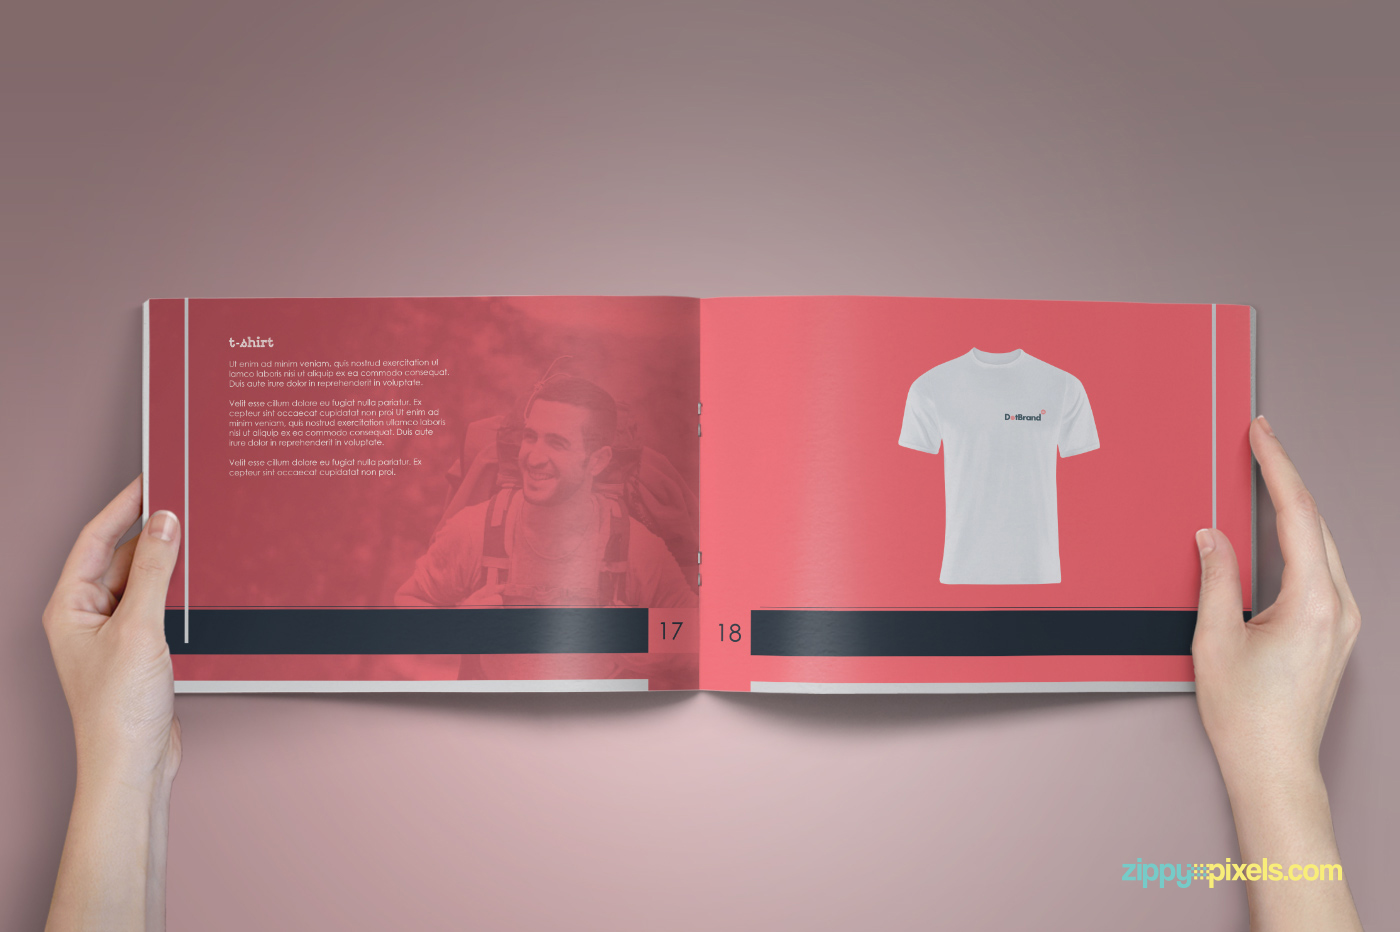 t-shirt
Ut enim ad minim veniam, quis nostrud exercitation ul
lamco laboris nisi ut aliquip ex ea commodo consequat.
Duis aute irure dolor in reprehenderit in voluptate.
Velit esse cillum dolore eu fugiat nulla pariatur. Ex
cepteur sint occaecat cupidatat non proi Ut enim ad
minim veniam, quis nostrud exercitation ullamco laboris
nisi ut aliquip ex ea commodo consequat. Duis aute
irure dolor in reprehenderit in voluptate.
Velit esse cillum dolore eu fugiat nulla pariatur. Ex
cepteur sint occaecat cupidatat non proi.
17
18
DotBrand
zippypixels.com